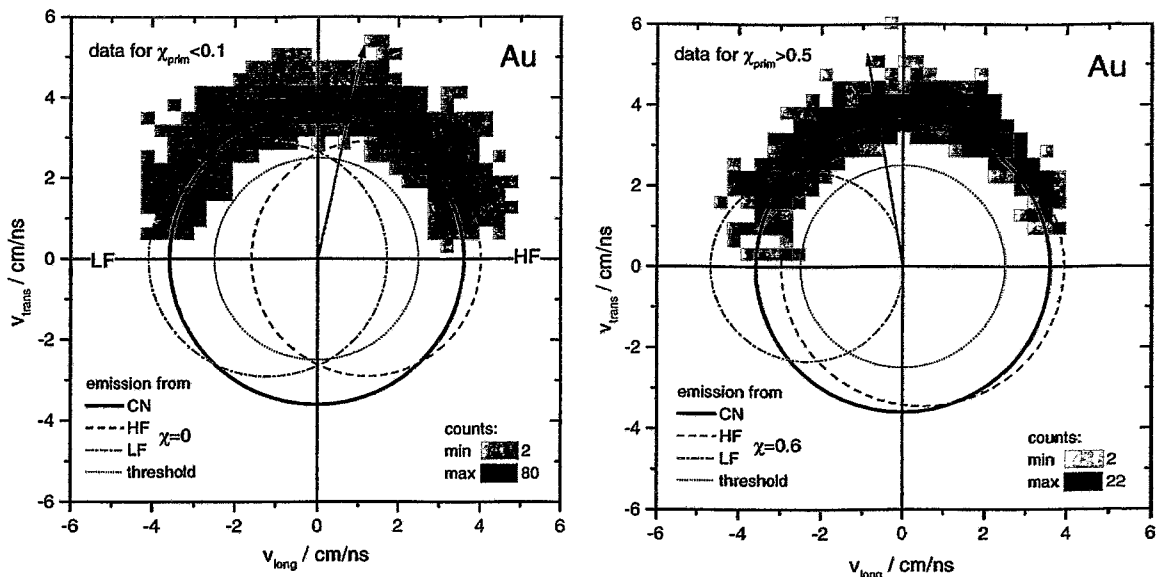 data for χprim<0.1
Au
LF
HF
emission from
CN
HF
χ=0
LF
threshold
counts:
min 2
max 80
6
4
2
0
-2
-4
-6
vtrans / cm/ns
-6 -4 -2 0 2 4 6
vlong / cm/ns
data for χprim>0.5
Au
emission from
CN
HF
χ=0.6
LF
threshold
counts:
min 2
max 22
6
4
2
0
-2
-4
-6
vtrans / cm/ns
-6 -4 -2 0 2 4 6
vlong / cm/ns